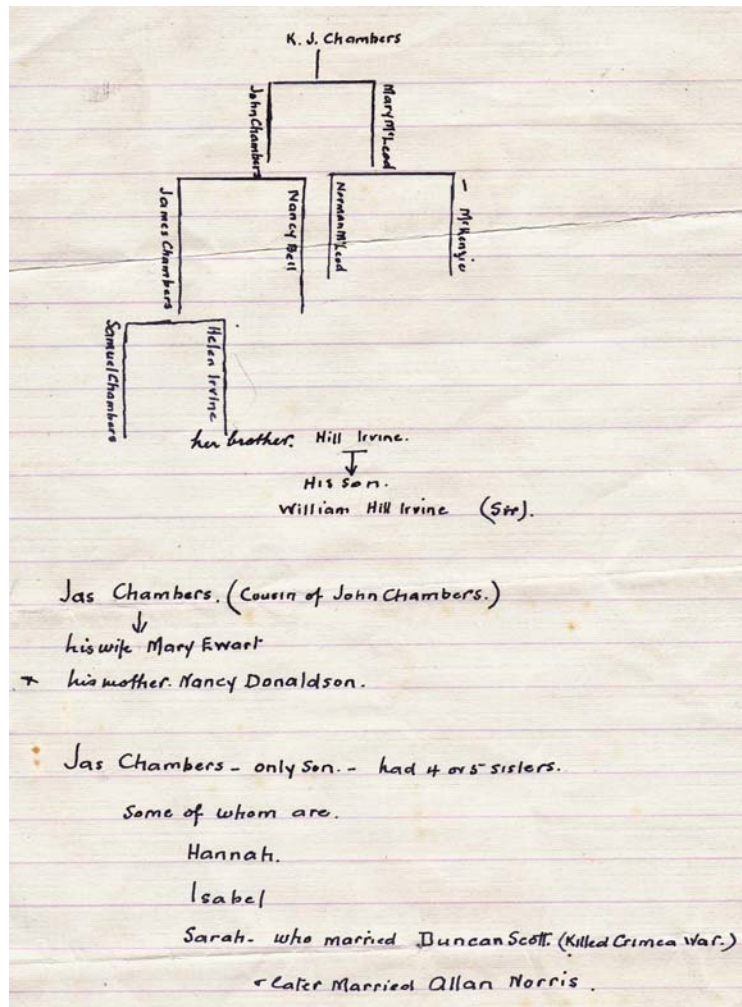 K. J. Chambers
John Chambers
Mary McLead
James Chambers
Nancy Bell
Norman McLeod
- McKenzie
Samuel Chambers
Helen Irvine
her brother. Hill Irvine.
His son.
William Hill Irvine (Sir).
Jas Chambers. (Cousin of John Chambers.)
his wife Mary Ewart
* his mother. Nancy Donaldson.
Jas Chambers - only son. - had 4 or 5 sisters.
Some of whom are.
Hannah.
Isabel
Sarah - who married Duncan Scott. (Killed Crimea War.)
- Later Married Allan Norris.